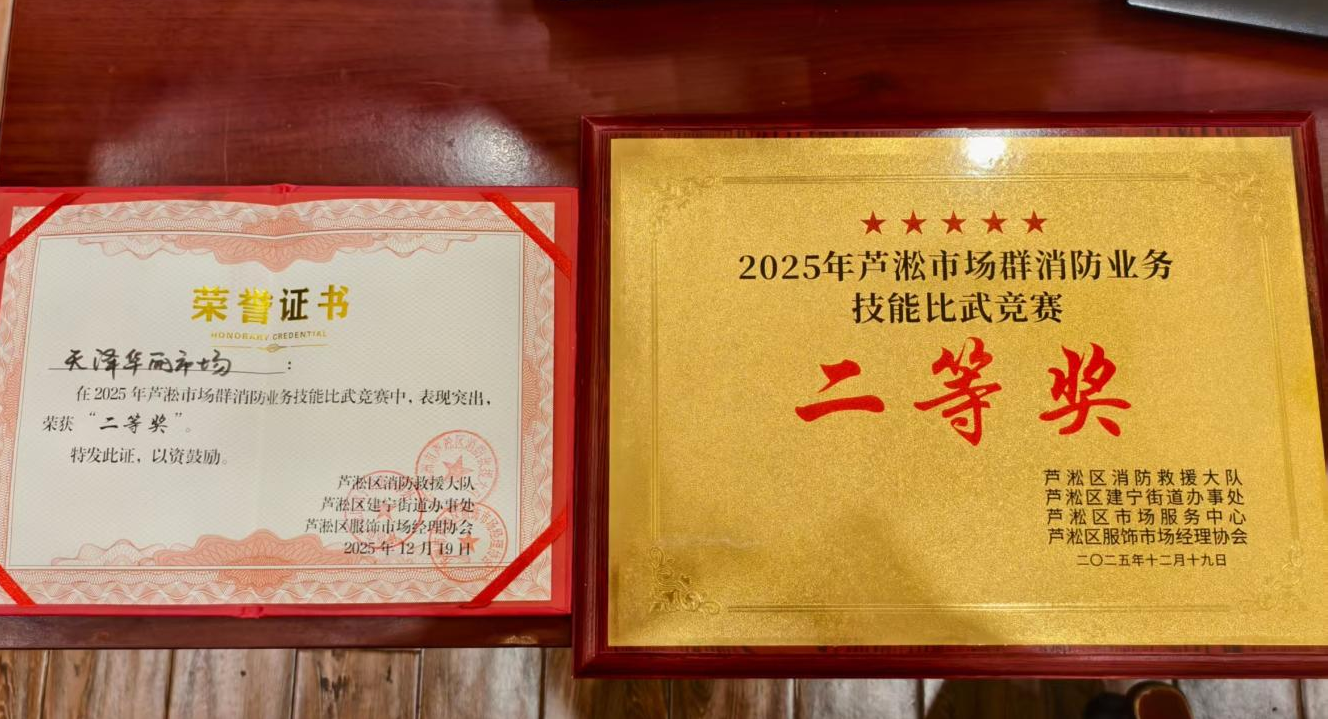 荣誉证书
HONORARY CREDENTIAL
天泽华丽市场：
在2025年芦淞市场群消防业务技能比武竞赛中，表现突出，
荣获“二等奖”。
特发此证，以资鼓励。
芦淞区消防救援大队
芦淞区建宁街道办事处
芦淞区服饰市场经理协会
2025年12月19日
2025年芦淞市场群消防业务
技能比武竞赛
二等奖
芦淞区消防救援大队
芦淞区建宁街道办事处
芦淞区市场服务中心
芦淞区服饰市场经理协会
二〇二五年十二月十九日